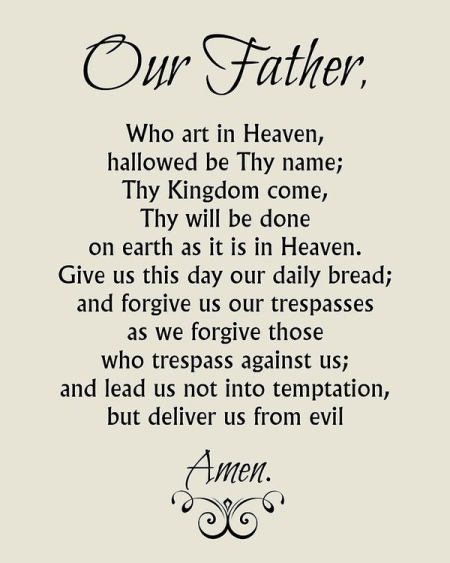 Our Father,
Who art in Heaven,
hallowed be Thy name;
Thy Kingdom come,
Thy will be done
on earth as it is in Heaven.
Give us this day our daily bread;
and forgive us our trespasses
as we forgive those
who trespass against us;
and lead us not into temptation,
but deliver us from evil
Amen.